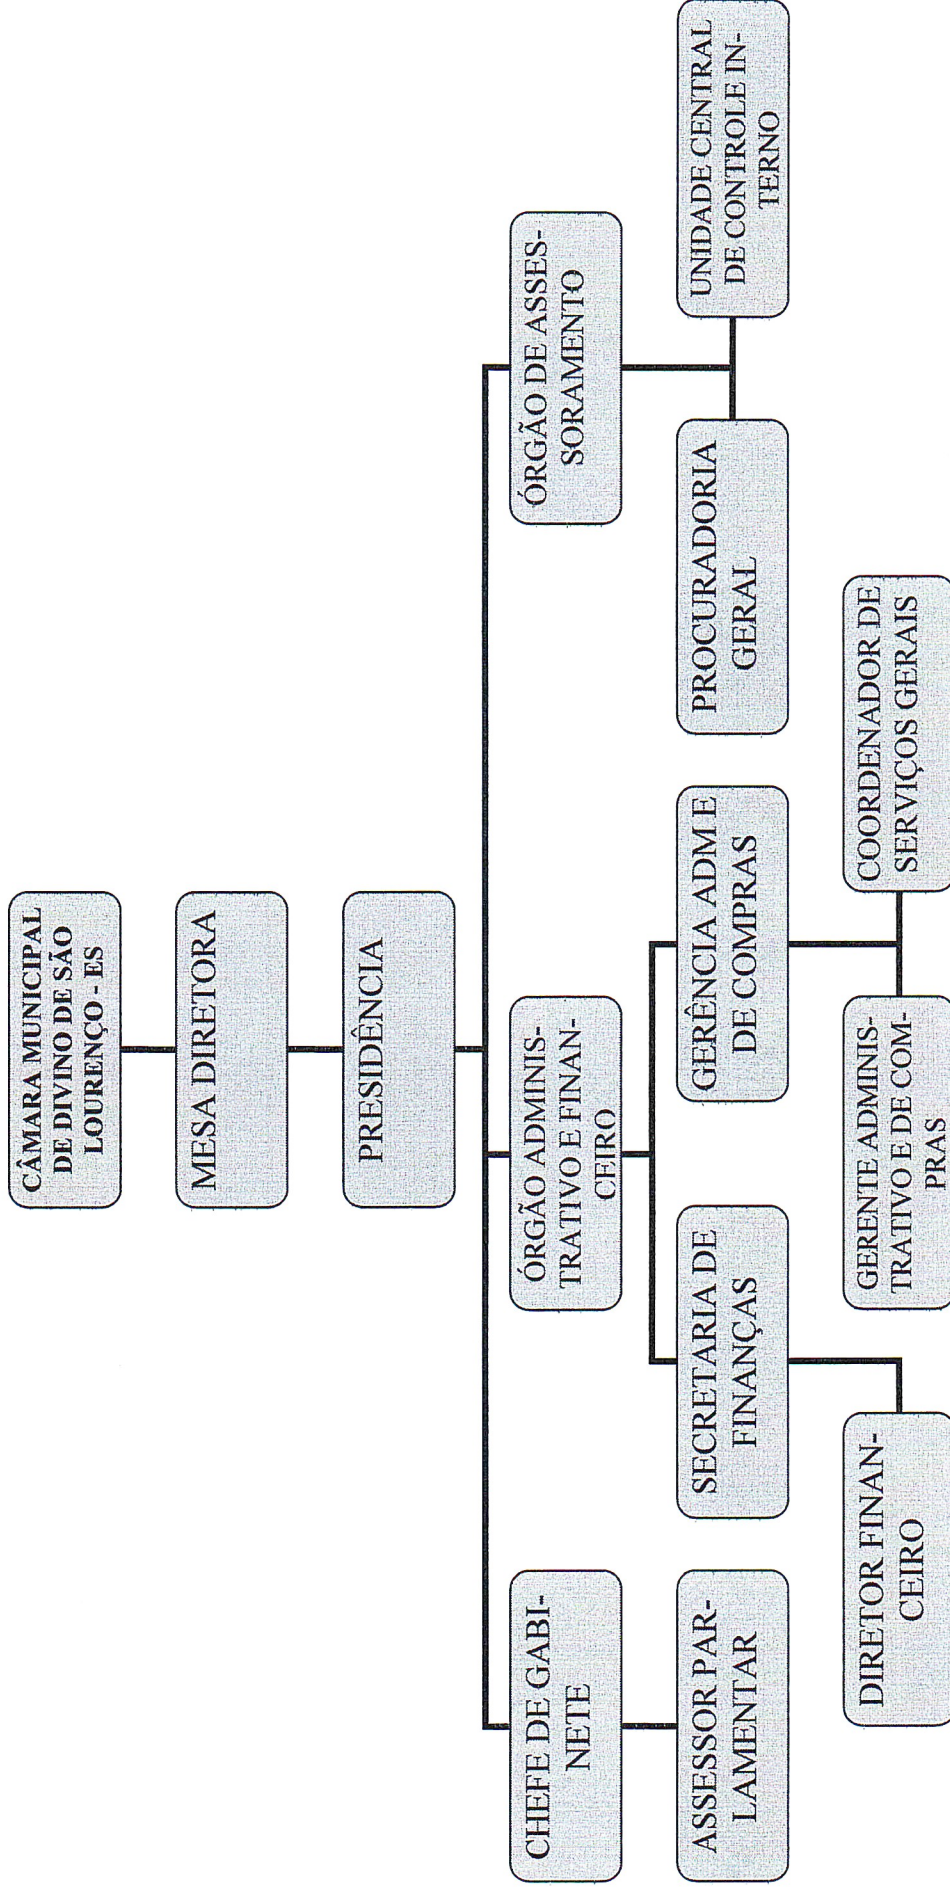 CÂMARA MUNICIPAL
DE DIVINO DE SÃO
LOURENÇO - ES
MESA DIRETORA
PRESIDÊNCIA
CHEFE DE GABI-
NETE
ÓRGÃO ADMINIS-
TRATIVO E FINAN-
CEIRO
ÓRGÃO DE ASSES-
SORAMENTO
ASSESSOR PAR-
LAMENTAR
SECRETARIA DE
FINANÇAS
GERÊNCIA ADM E
DE COMPRAS
PROCURADORIA
GERAL
UNIDADE CENTRAL
DE CONTROLE IN-
TERNO
DIRETOR FINAN-
CEIRO
GERENTE ADMINIS-
TRATIVO E DE COM-
PRAS
COORDENADOR DE
SERVIÇOS GERAIS